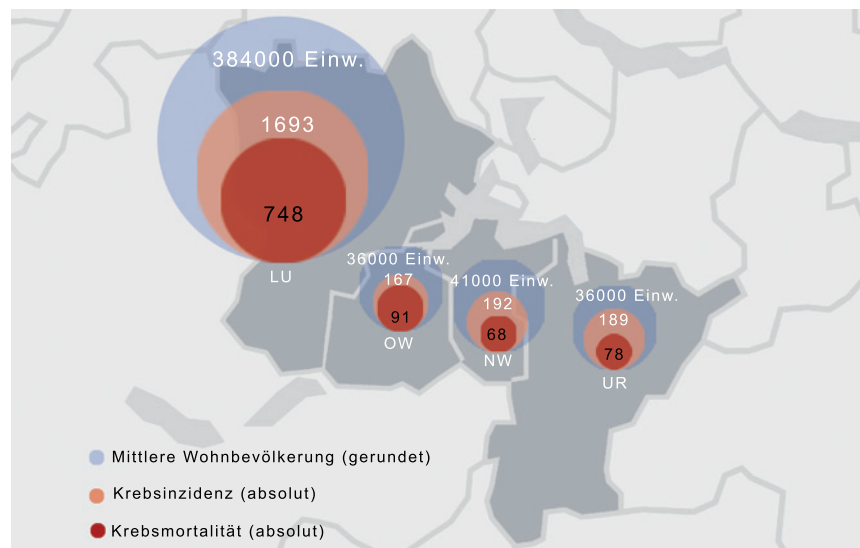 384000 Einw.
1693
748
LU
36000 Einw.
167
91
OW
41000 Einw.
192
68
NW
36000 Einw.
189
78
UR
Mittlere Wohnbevölkerung (gerundet)
Krebsinzidenz (absolut)
Krebsmortalität (absolut)